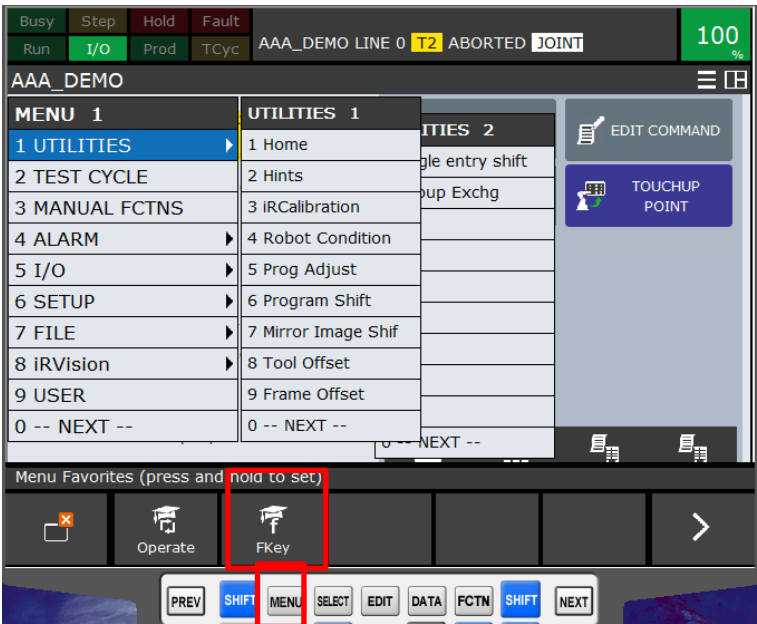 Busy Step Hold Fault
Run I/O Prod TCyc
AAA_DEMO LINE 0 T2 ABORTED JOINT
100
%
AAA_DEMO
MENU 1
1 UTILITIES
2 TEST CYCLE
3 MANUAL FCTNS
4 ALARM
5 I/O
6 SETUP
7 FILE
8 iRVision
9 USER
0 -- NEXT --
UTILITIES 1
1 Home
2 Hints
3 iRCalibration
4 Robot Condition
5 Prog Adjust
6 Program Shift
7 Mirror Image Shif
8 Tool Offset
9 Frame Offset
0 -- NEXT --
ITIES 2
gle entry shift
oup Exchg
0 -- NEXT --
EDIT COMMAND
TOUCHUP
POINT
Menu Favorites (press and hold to set)
Operate
FKey
PREV SHIFT MENU SELECT EDIT DATA FCTN SHIFT NEXT